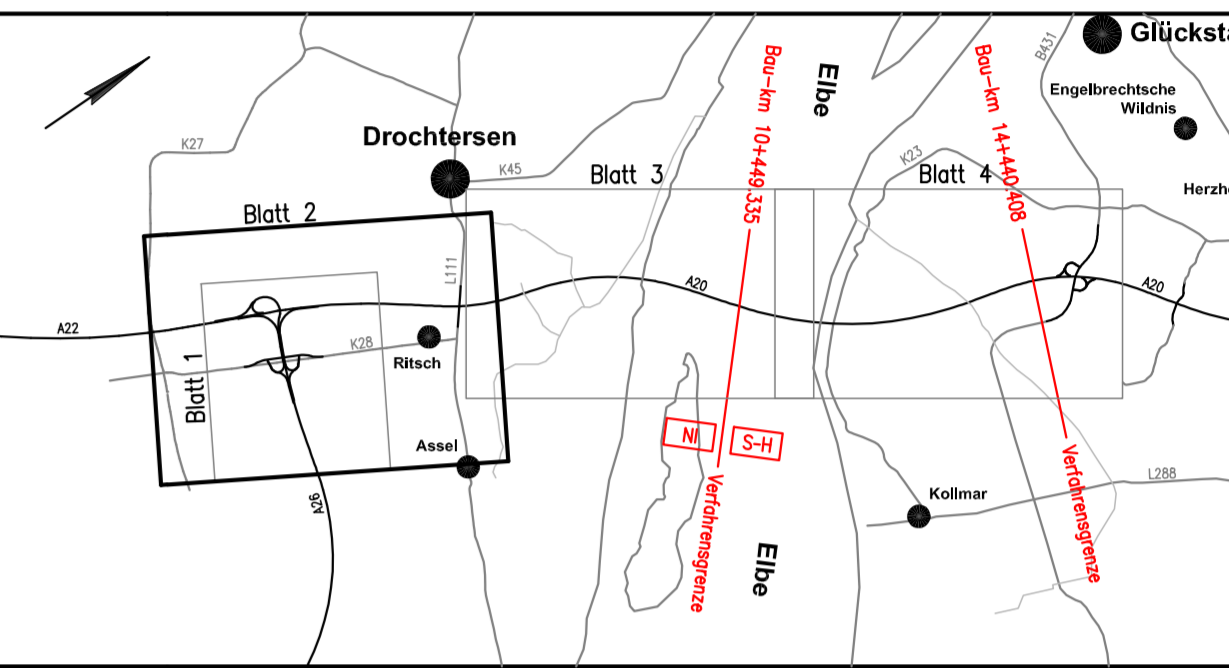 Glücksta
B431
Engelbrechtsche
Wildnis
Herzho
Elbe
Bau-km 10+449.335
Bau-km 14+440.408
Drochtersen
K27
K45
K23
Blatt 3
Blatt 4
Blatt 2
L111
A20
A20
A22
K28
Ritsch
Blatt 1
Assel
NI
S-H
A26
Verfahrensgrenze
Verfahrensgrenze
L288
Kollmar
Elbe